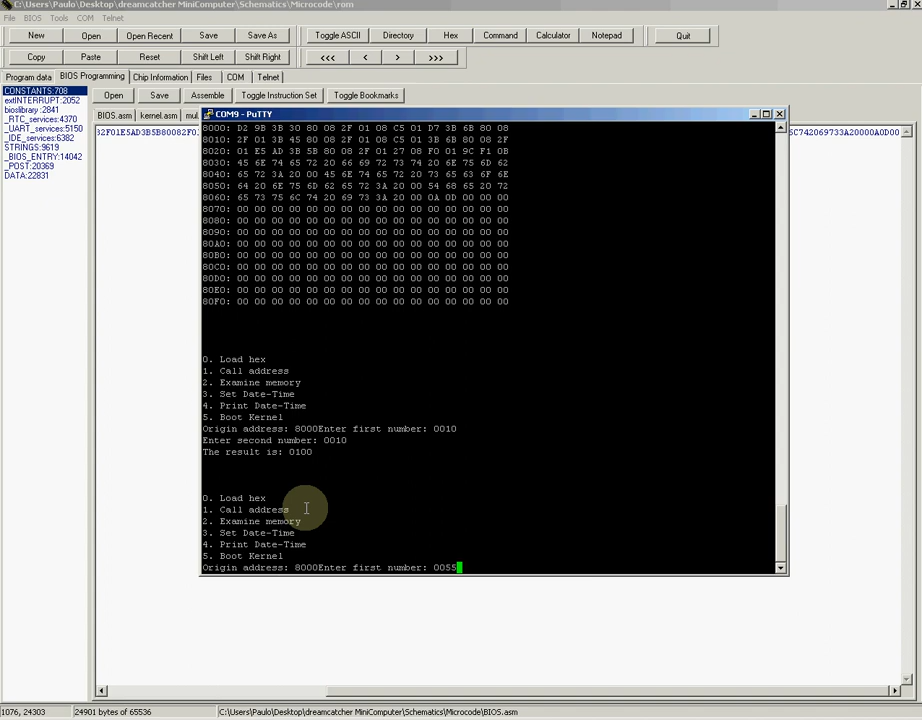 C:\Users\Paulo\Desktop\dreamcatcher MiniComputer\Schematics\Microcode\rom
File BIOS Tools COM Telnet
New Open Open Recent Save Save As Toggle ASCII Directory Hex Command Calculator Notepad Quit
Copy Paste Reset Shift Left Shift Right <<< < > >>>
Program data BIOS Programming Chip Information Files COM Telnet
CONSTANTS:708
extINTERRUPT:2052
bioslibrary:2841
_RTC_services:4370
_UART_services:5150
_IDE_services:6382
STRINGS:9619
_BIOS_ENTRY:14042
_POST:20369
DATA:22831
Open Save Assemble Toggle Instruction Set Toggle Bookmarks
BIOS.asm kernel.asm mul.
32F01E5AD3B5B80082F0
6C742069733A20000A0D00
COM9 - PuTTY
8000: D2 9B 3B 30 80 08 2F 01 08 C5 01 D7 3B 6B 80 08
8010: 2F 01 3B 45 80 08 2F 01 08 C5 01 3B 6B 80 08 2F
8020: 01 E5 AD 3B 5B 80 08 2F 01 27 08 F0 01 9C F1 0B
8030: 45 6E 74 65 72 20 66 69 72 73 74 20 6E 75 6D 62
8040: 65 72 3A 20 00 45 6E 74 65 72 20 73 65 63 6F 6E
8050: 64 20 6E 75 6D 62 65 72 3A 20 00 54 68 65 20 72
8060: 65 73 75 6C 74 20 69 73 3A 20 00 0A 0D 00 00 00
8070: 00 00 00 00 00 00 00 00 00 00 00 00 00 00 00 00
8080: 00 00 00 00 00 00 00 00 00 00 00 00 00 00 00 00
8090: 00 00 00 00 00 00 00 00 00 00 00 00 00 00 00 00
80A0: 00 00 00 00 00 00 00 00 00 00 00 00 00 00 00 00
80B0: 00 00 00 00 00 00 00 00 00 00 00 00 00 00 00 00
80C0: 00 00 00 00 00 00 00 00 00 00 00 00 00 00 00 00
80D0: 00 00 00 00 00 00 00 00 00 00 00 00 00 00 00 00
80E0: 00 00 00 00 00 00 00 00 00 00 00 00 00 00 00 00
80F0: 00 00 00 00 00 00 00 00 00 00 00 00 00 00 00 00
0. Load hex
1. Call address
2. Examine memory
3. Set Date-Time
4. Print Date-Time
5. Boot Kernel
Origin address: 8000Enter first number: 0010
Enter second number: 0010
The result is: 0100
0. Load hex
1. Call address
2. Examine memory
3. Set Date-Time
4. Print Date-Time
5. Boot Kernel
Origin address: 8000Enter first number: 0055
1076, 24303 24901 bytes of 65536 C:\Users\Paulo\Desktop\dreamcatcher MiniComputer\Schematics\Microcode\BIOS.asm